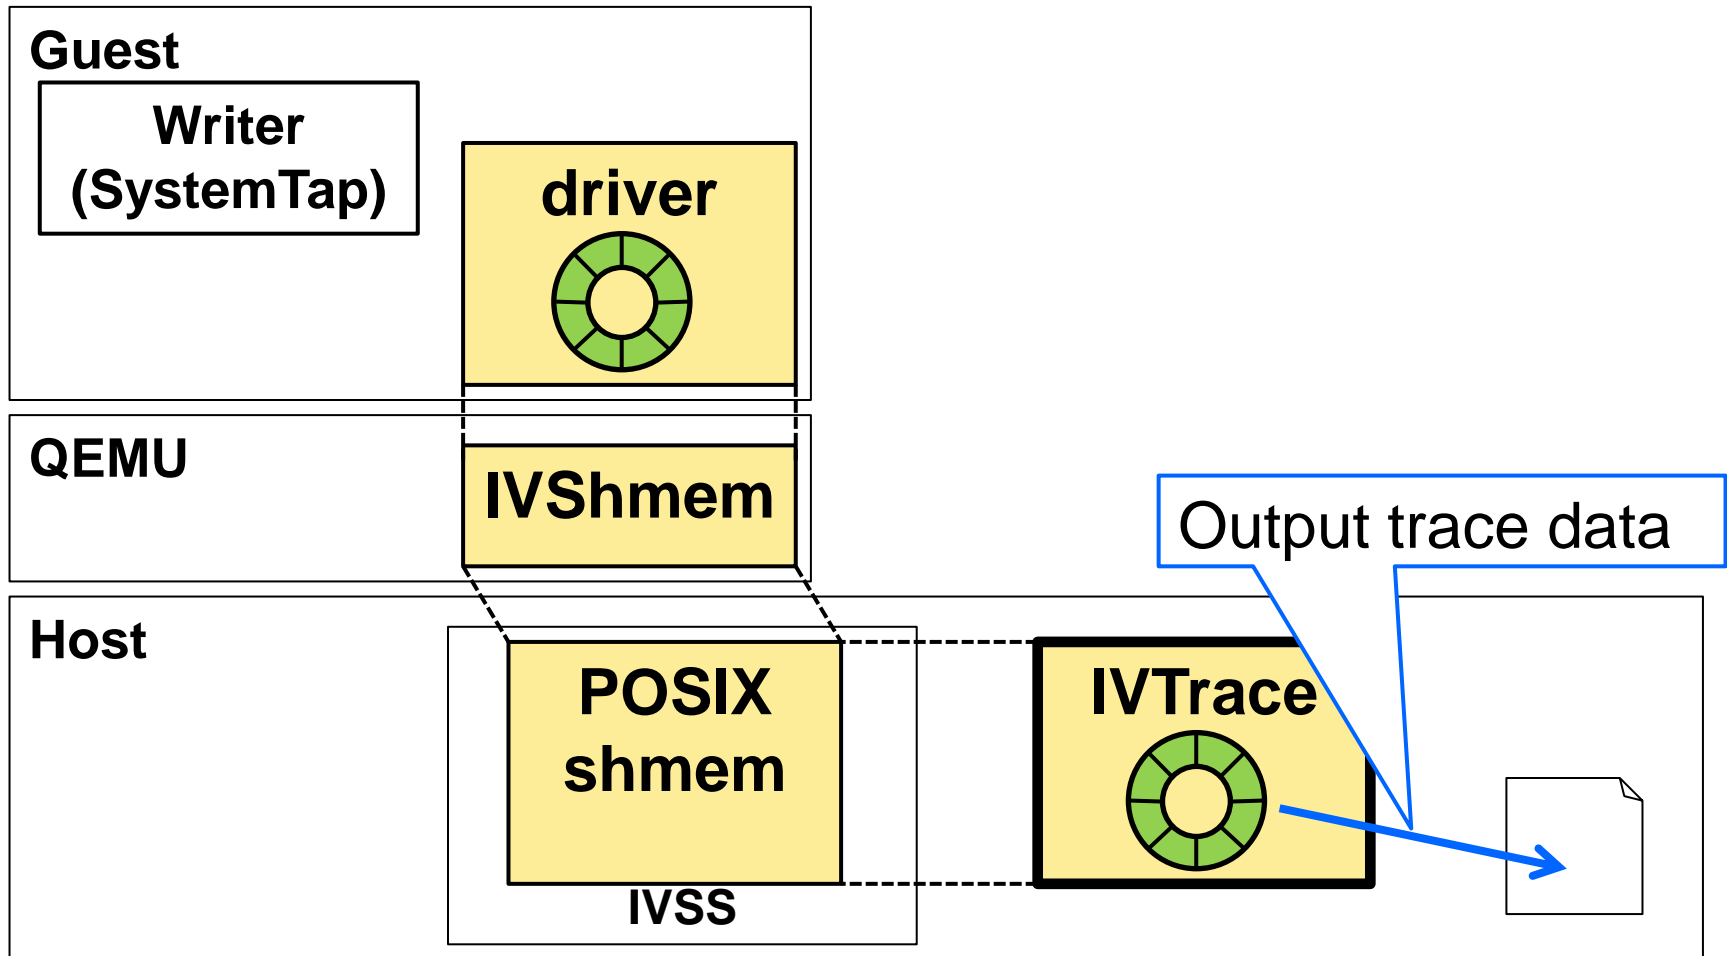 Guest
Writer
(SystemTap)
driver
QEMU
IVShmem
Output trace data
Host
POSIX
shmem
IVTrace
IVSS